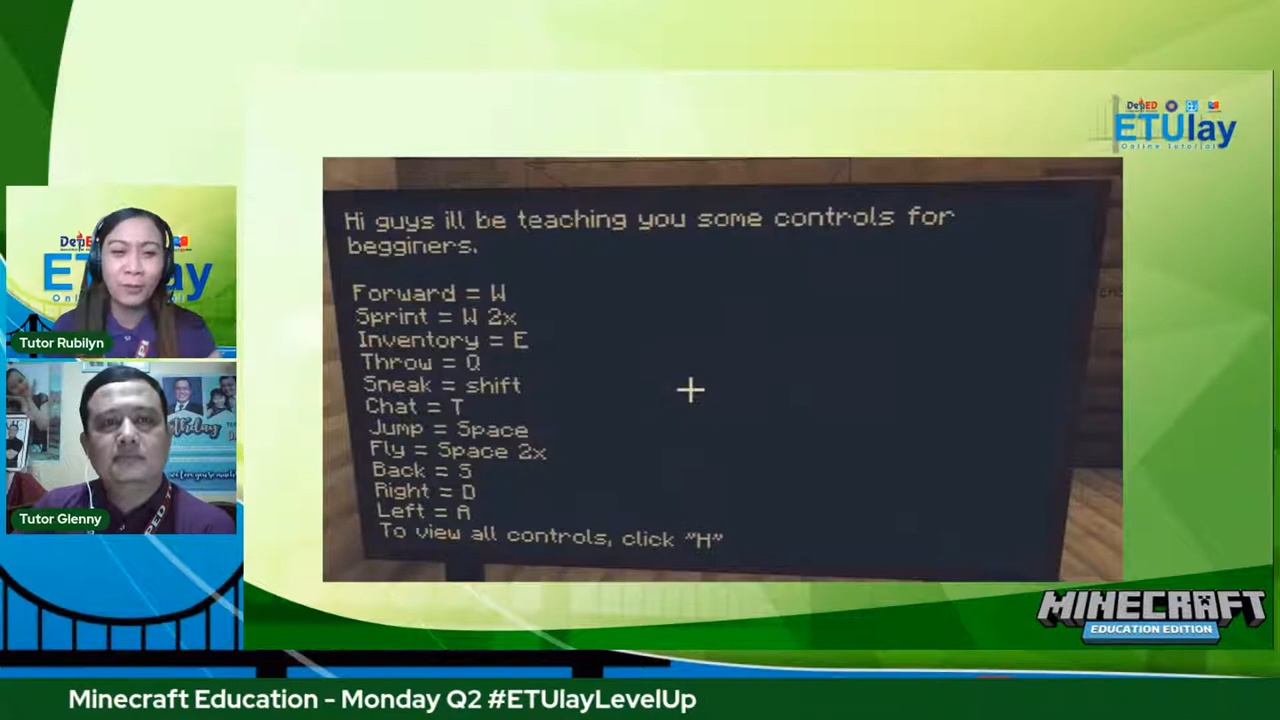 DepED
ETUlay
Online Tutorial
Hi guys ill be teaching you some controls for
begginers.
Forward = W
Sprint = W 2x
Inventory = E
Throw = Q
Sneak = shift
Chat = T
Jump = Space
Fly = Space 2x
Back = S
Right = D
Left = A
To view all controls, click "H"
Tutor Rubilyn
Tutor Glenny
MINECRAFT
EDUCATION EDITION
Minecraft Education - Monday Q2 #ETUlayLevelUp